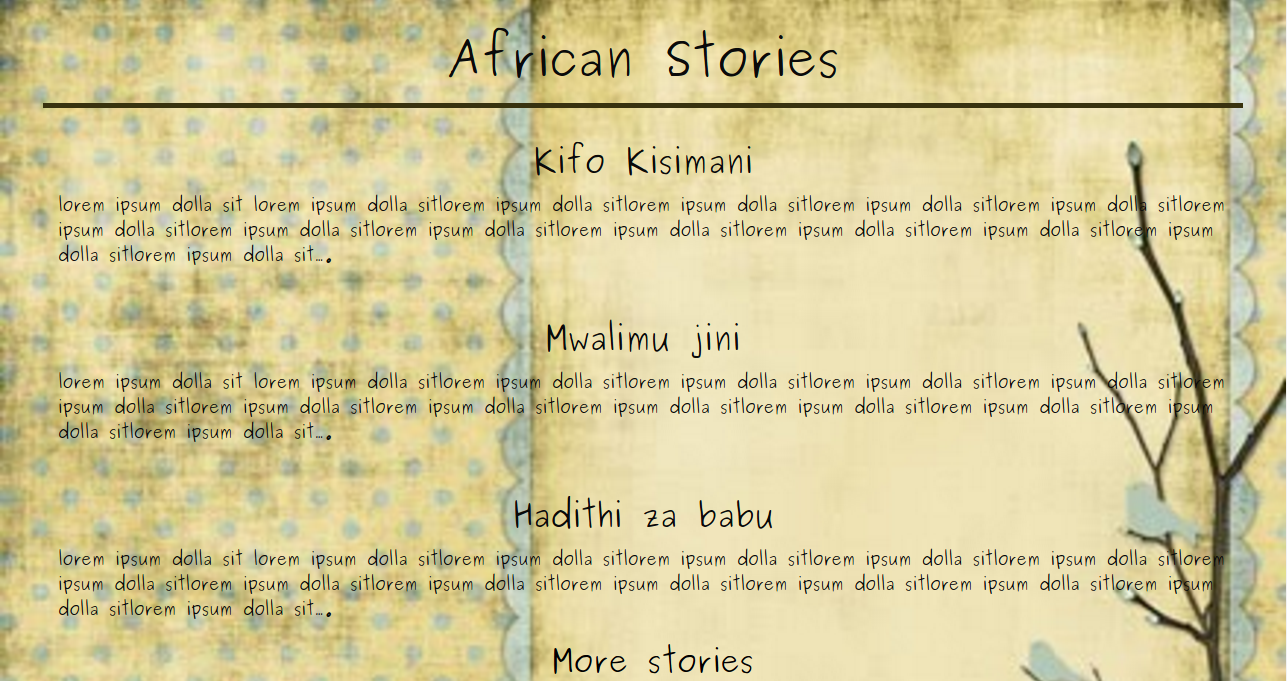 African Stories
Kifo Kisimani
lorem ipsum dolla sit lorem ipsum dolla sitlorem ipsum dolla sitlorem ipsum dolla sitlorem ipsum dolla sitlorem ipsum dolla sitlorem
ipsum dolla sitlorem ipsum dolla sitlorem ipsum dolla sitlorem ipsum dolla sitlorem ipsum dolla sitlorem ipsum dolla sitlorem ipsum
dolla sitlorem ipsum dolla sit....
Mwalimu jini
lorem ipsum dolla sit lorem ipsum dolla sitlorem ipsum dolla sitlorem ipsum dolla sitlorem ipsum dolla sitlorem ipsum dolla sitlorem
ipsum dolla sitlorem ipsum dolla sitlorem ipsum dolla sitlorem ipsum dolla sitlorem ipsum dolla sitlorem ipsum dolla sitlorem ipsum
dolla sitlorem ipsum dolla sit....
Hadithi za babu
lorem ipsum dolla sit lorem ipsum dolla sitlorem ipsum dolla sitlorem ipsum dolla sitlorem ipsum dolla sitlorem ipsum dolla sitlorem
ipsum dolla sitlorem ipsum dolla sitlorem ipsum dolla sitlorem ipsum dolla sitlorem ipsum dolla sitlorem ipsum dolla sitlorem ipsum
dolla sitlorem ipsum dolla sit....
More stories